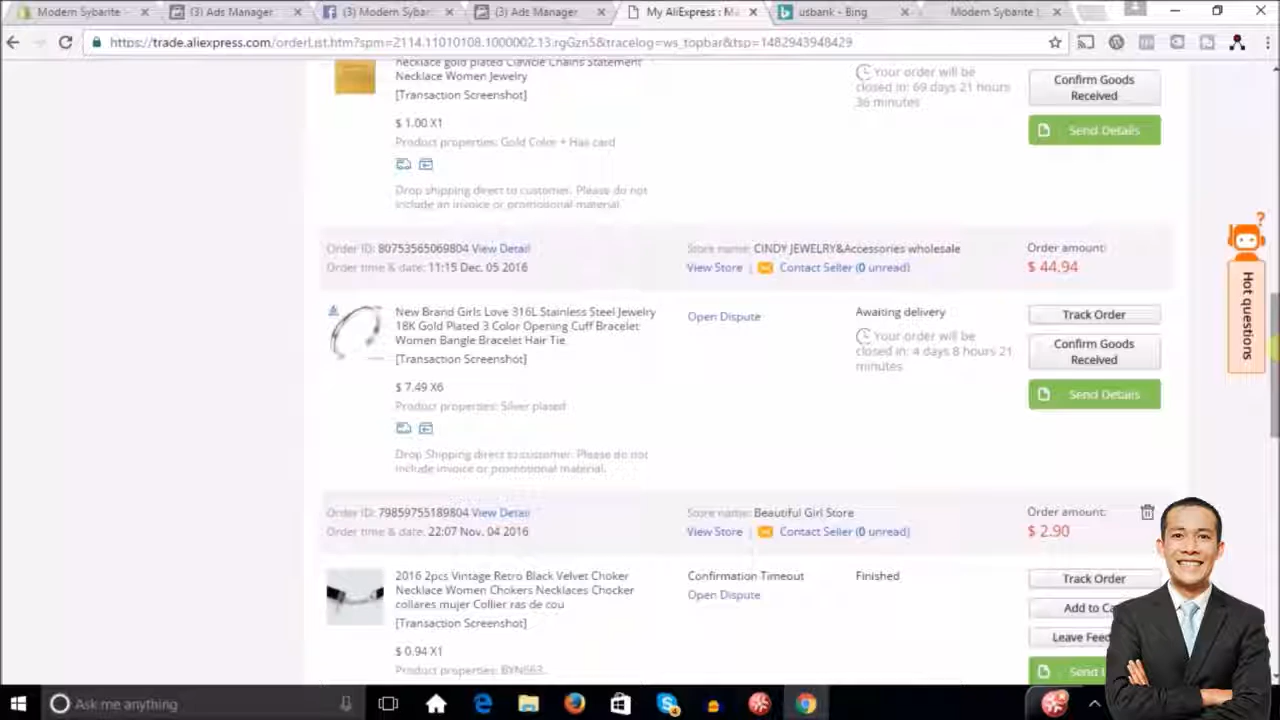 Modern Sybarite
(3) Ads Manager
(3) Modern Sybar
(3) Ads Manager
My AliExpress : Ma
usbank - Bing
Modern Sybarite
https://trade.aliexpress.com/orderList.htm?spm=2114.11010108.1000002.13.rgGzn5&tracelog=ws_topbar&tsp=1482943948429
necklace gold plated Clavicle Chains Statement
Necklace Women Jewelry
[Transaction Screenshot]
$ 1.00 X1
Product properties: Gold Color + Has card
Drop shipping direct to customer. Please do not
include an invoice or promotional material.
Your order will be
closed in: 69 days 21 hours
36 minutes
Confirm Goods
Received
Send Details
Order ID: 80753565069804 View Detail
Order time & date: 11:15 Dec. 05 2016
Store name: CINDY JEWELRY&Accessories wholesale
View Store | Contact Seller (0 unread)
Order amount:
$ 44.94
New Brand Girls Love 316L Stainless Steel Jewelry
18K Gold Plated 3 Color Opening Cuff Bracelet
Women Bangle Bracelet Hair Tie
[Transaction Screenshot]
$ 7.49 X6
Product properties: Silver plated
Drop Shipping direct to customer. Please do not
include invoice or promotional material.
Open Dispute
Awaiting delivery
Your order will be
closed in: 4 days 8 hours 21
minutes
Track Order
Confirm Goods
Received
Send Details
Order ID: 79859755189804 View Detail
Order time & date: 22:07 Nov. 04 2016
Store name: Beautiful Girl Store
View Store | Contact Seller (0 unread)
Order amount:
$ 2.90
2016 2pcs Vintage Retro Black Velvet Choker
Necklace Women Chokers Necklaces Chocker
collares mujer Collier ras de cou
[Transaction Screenshot]
$ 0.94 X1
Product properties: BYN663
Confirmation Timeout
Open Dispute
Finished
Track Order
Add to Ca
Leave Feed
Send
?
Hot questions
Ask me anything